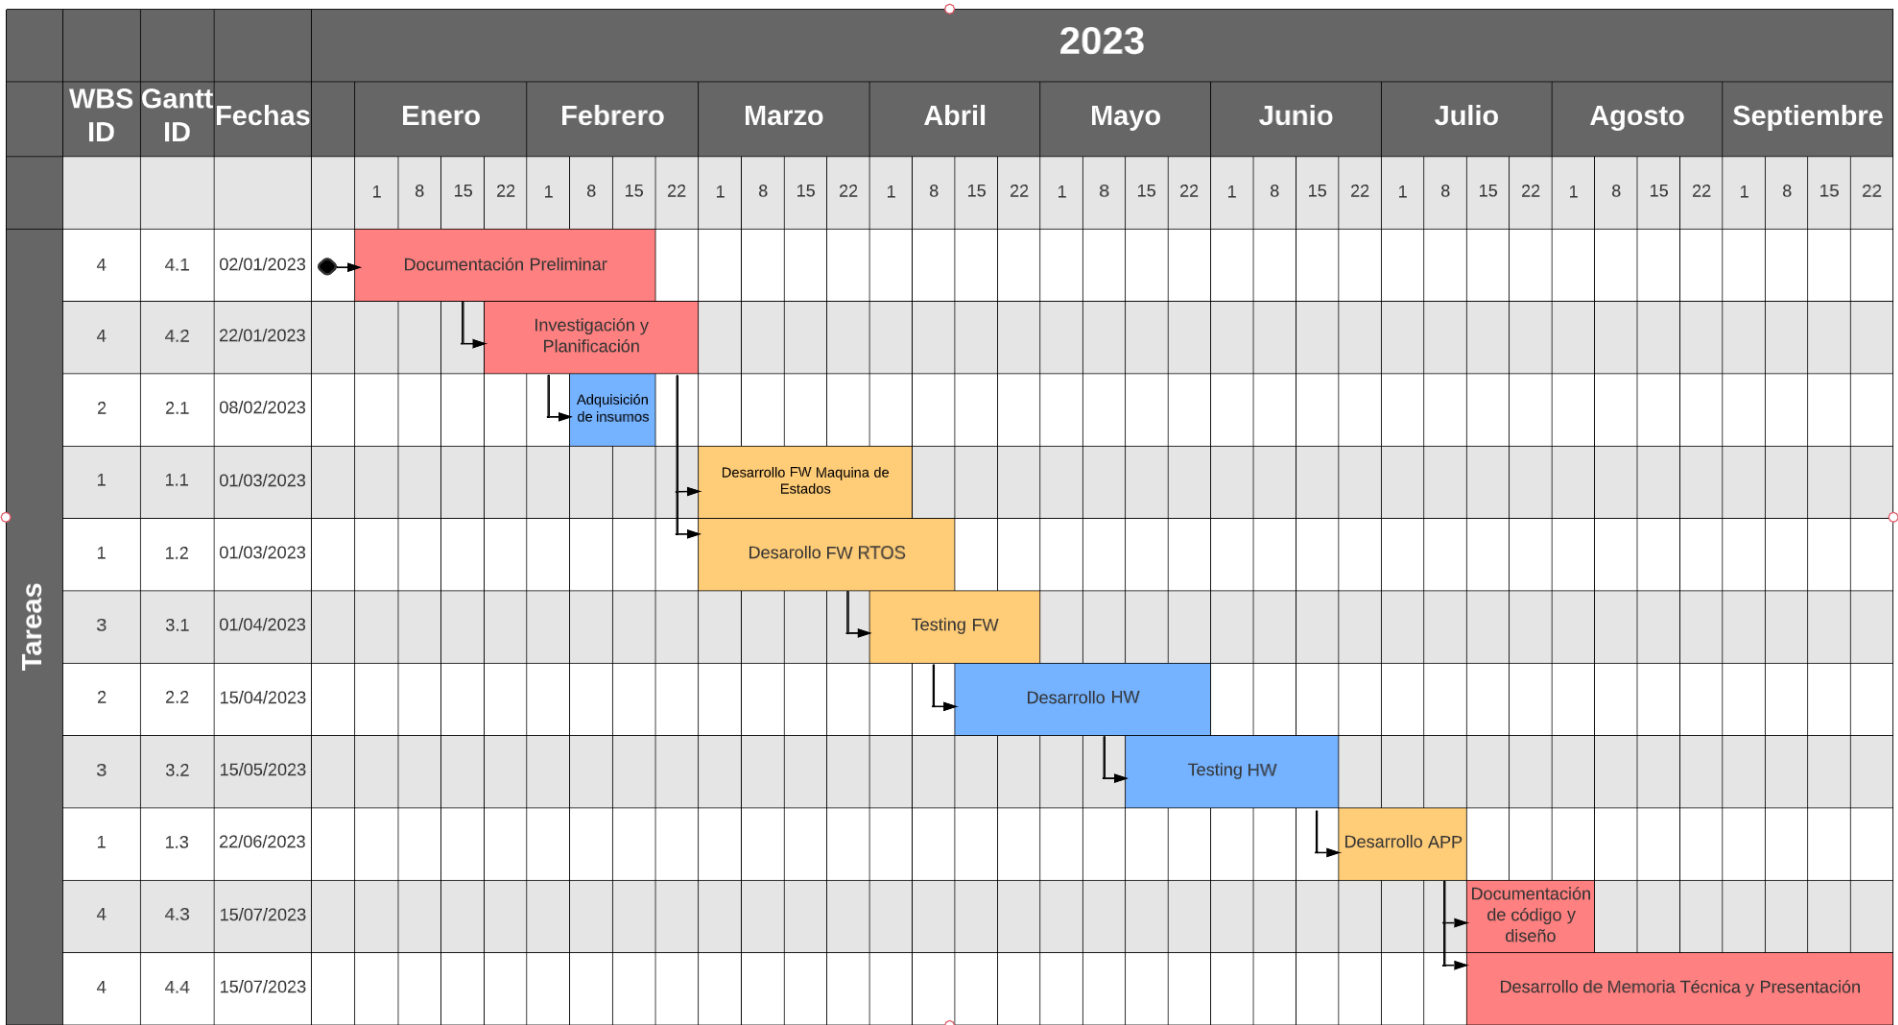 2023
WBS ID Gantt ID Fechas Enero Febrero Marzo Abril Mayo Junio Julio Agosto Septiembre
1 8 15 22 1 8 15 22 1 8 15 22 1 8 15 22 1 8 15 22 1 8 15 22 1 8 15 22 1 8 15 22 1 8 15 22
Tareas
4 4.1 02/01/2023 Documentación Preliminar
4 4.2 22/01/2023 Investigación y
Planificación
2 2.1 08/02/2023 Adquisición
de insumos
1 1.1 01/03/2023 Desarrollo FW Maquina de
Estados
1 1.2 01/03/2023 Desarollo FW RTOS
3 3.1 01/04/2023 Testing FW
2 2.2 15/04/2023 Desarrollo HW
3 3.2 15/05/2023 Testing HW
1 1.3 22/06/2023 Desarrollo APP
4 4.3 15/07/2023 Documentación
de código y
diseño
4 4.4 15/07/2023 Desarrollo de Memoria Técnica y Presentación